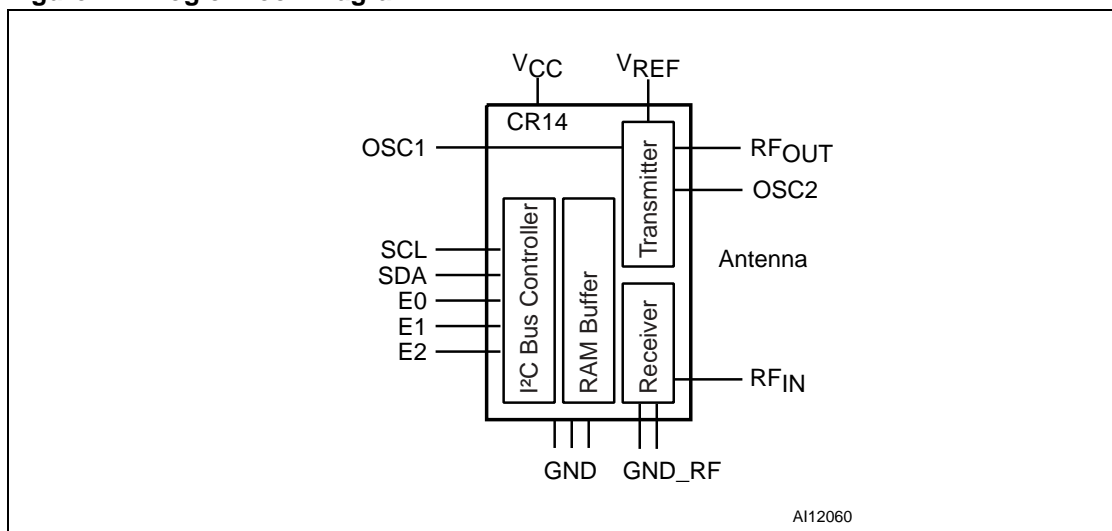 VCC VREF
CR14
OSC1
RFOUT
OSC2
Transmitter
Antenna
SCL
SDA
E0
E1
E2
I²C Bus Controller
RAM Buffer
Receiver
RFIN
GND GND_RF
AI12060